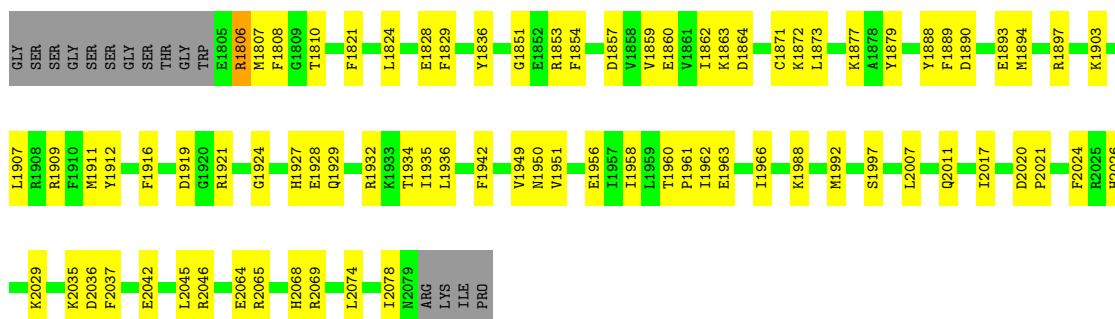 GLY SER SER GLY SER SER GLY SER THR GLY TRP E1805 R1806 M1807 F1808 G1809 T1810 F1821 L1824 E1828 F1829 Y1836 G1851 E1852 R1853 F1854 D1857 V1858 V1859 E1860 V1861 I1862 K1863 D1864 C1871 K1872 L1873 K1877 A1878 Y1879 Y1888 F1889 D1890 E1893 M1894 R1897 K1903
L1907 R1908 R1909 F1910 M1911 Y1912 F1916 D1919 G1920 R1921 G1924 H1927 E1928 Q1929 R1932 K1933 T1934 I1935 L1936 F1942 V1949 N1950 V1951 E1956 I1957 I1958 L1959 T1960 P1961 I1962 E1963 I1966 K1988 M1992 S1997 L2007 Q2011 I2017 D2020 P2021 F2024 R2025 H2026
K2029 K2035 D2036 F2037 E2042 L2045 R2046 E2064 R2065 H2068 R2069 L2074 I2078 N2079 ARG LYS ILE PRO